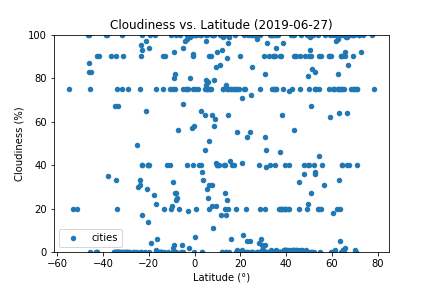 Cloudiness vs. Latitude (2019-06-27)
Cloudiness (%)
100
80
60
40
20
0
cities
−60 −40 −20 0 20 40 60 80
Latitude (°)